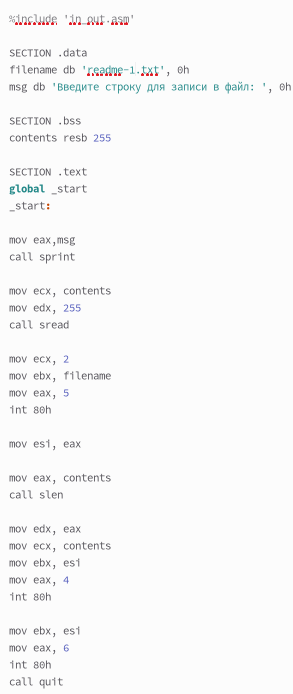 %include 'in_out.asm'
SECTION .data
filename db 'readme-1.txt', 0h
msg db 'Введите строку для записи в файл: ', 0h
SECTION .bss
contents resb 255
SECTION .text
global _start
_start:
mov eax,msg
call sprint
mov ecx, contents
mov edx, 255
call sread
mov ecx, 2
mov ebx, filename
mov eax, 5
int 80h
mov esi, eax
mov eax, contents
call slen
mov edx, eax
mov ecx, contents
mov ebx, esi
mov eax, 4
int 80h
mov ebx, esi
mov eax, 6
int 80h
call quit